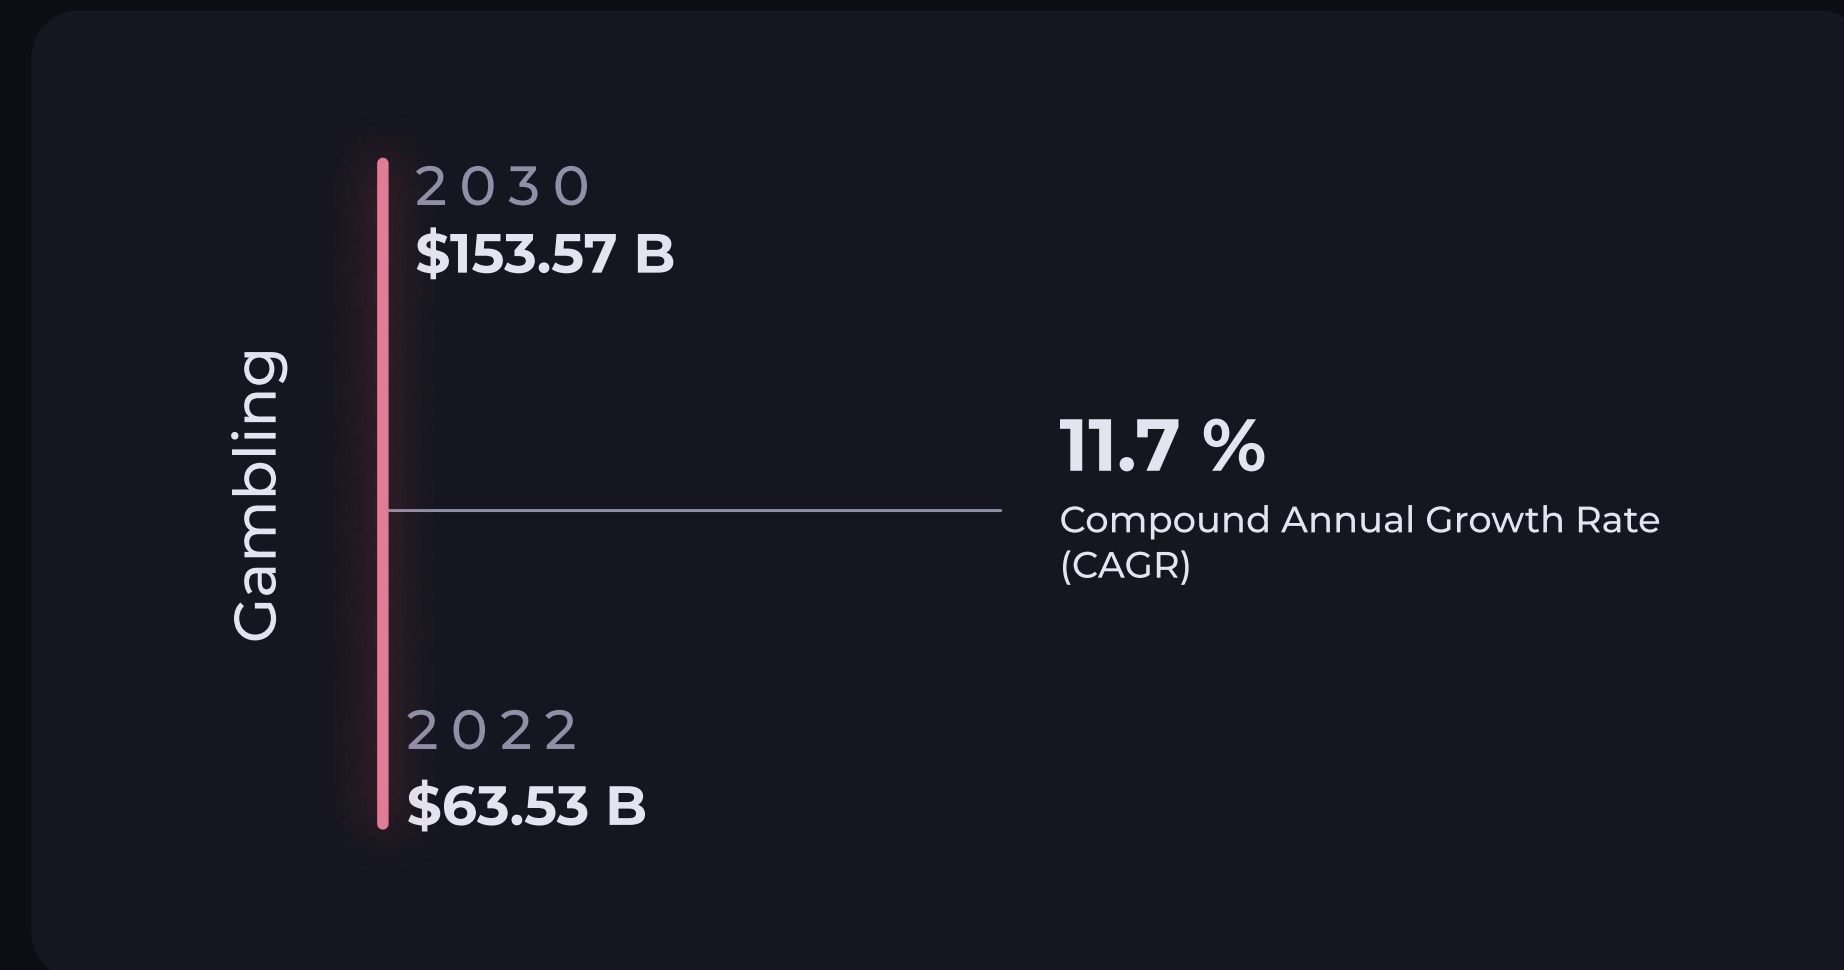 Gambling
2030
$153.57 B
11.7 %
Compound Annual Growth Rate
(CAGR)
2022
$63.53 B